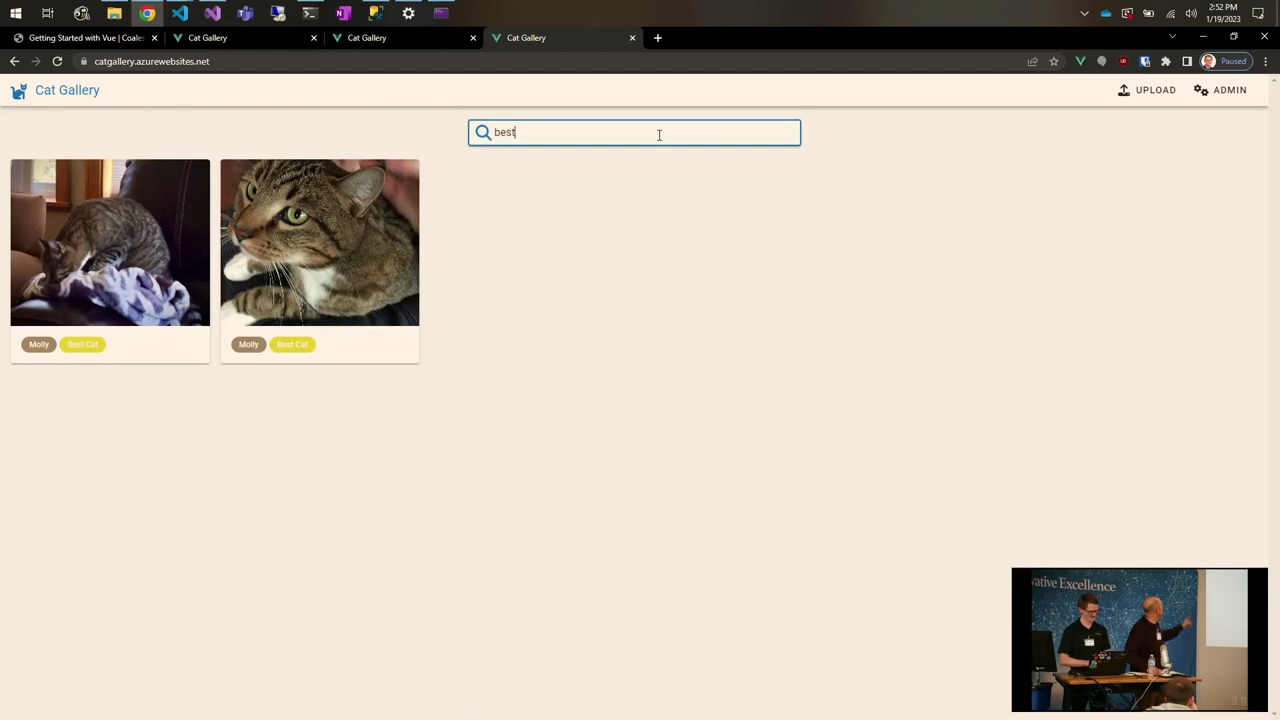 2:52 PM
1/19/2023
Getting Started with Vue | Coales
Cat Gallery
Cat Gallery
Cat Gallery
catgallery.azurewebsites.net
Paused
Cat Gallery
UPLOAD
ADMIN
best
Molly
Best Cat
Molly
Best Cat
vative Excellence